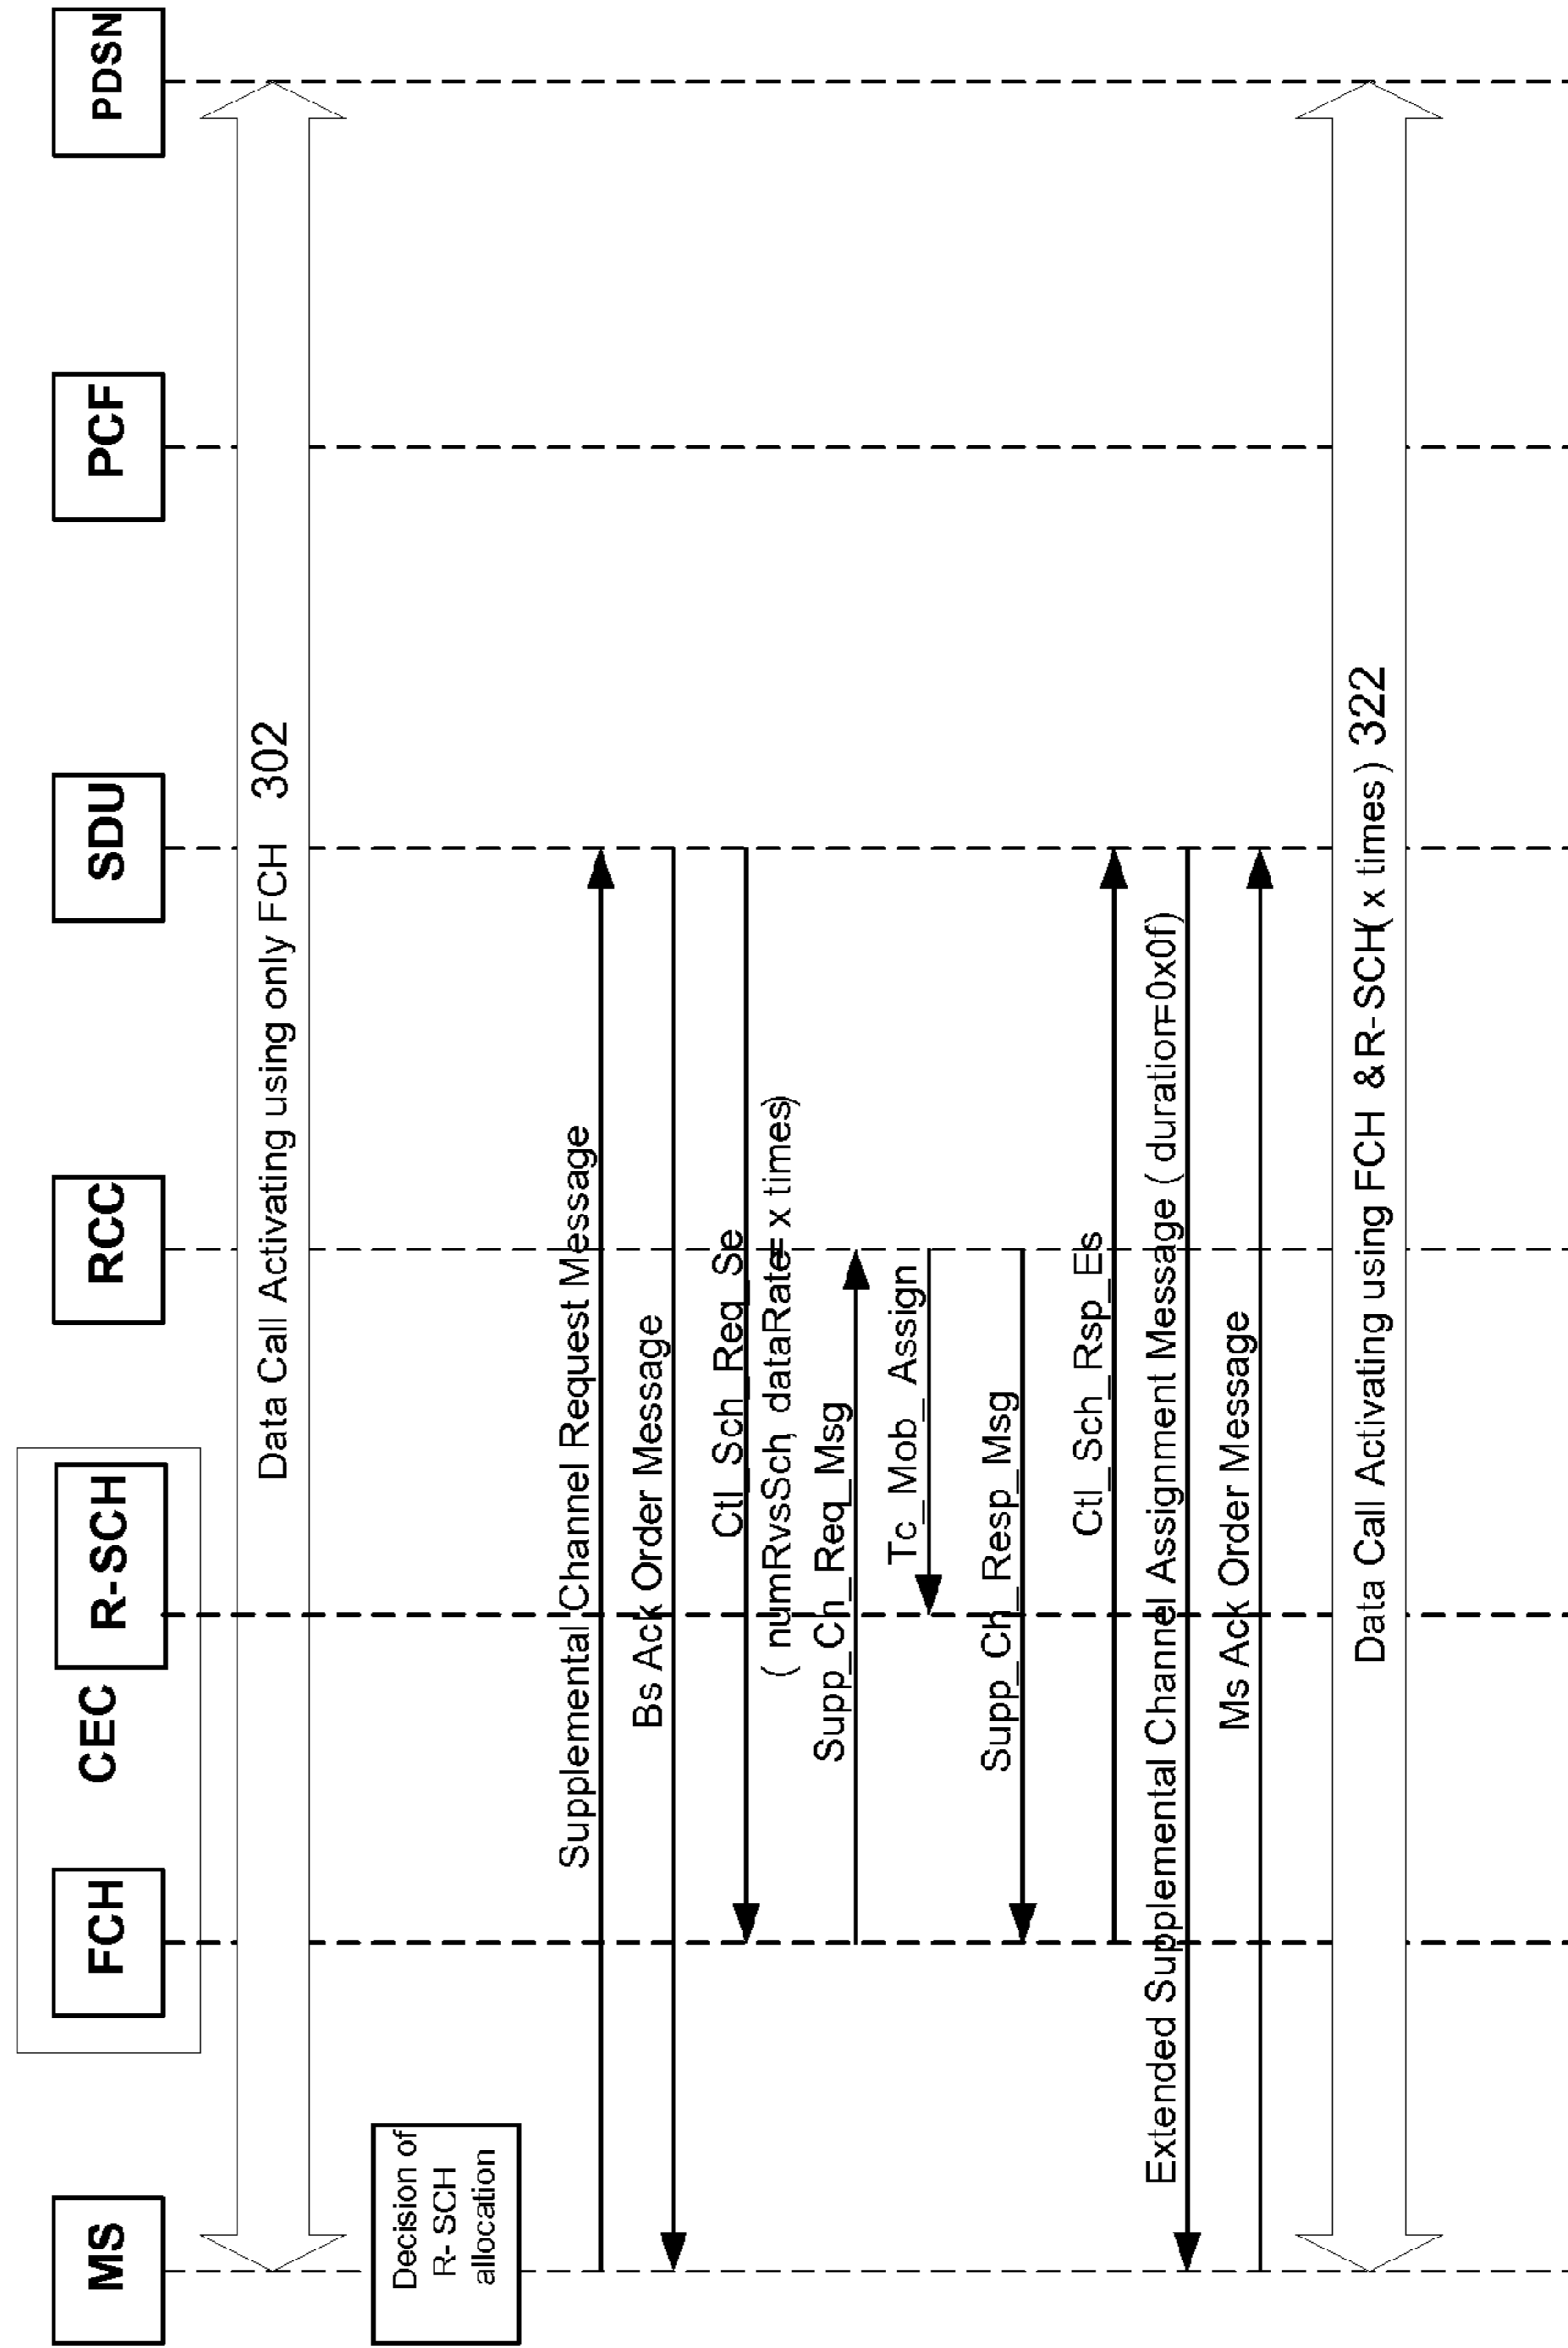 MS
FCH
CEC
R-SCH
RCC
SDU
PCF
PDSN
Data Call Activating using only FCH 302
Decision of
R- SCH
allocation
Supplemental Channel Request Message
Bs Ack Order Message
Ctl_Sch_Req_Se
( numRvsSch, dataRate= x times)
Supp_Ch_Req_Msg
Tc_Mob_Assign
Supp_Ch_Resp_Msg
Ctl_Sch_Rsp_Es
Extended Supplemental Channel Assignment Message ( duration=0x0f)
Ms Ack Order Message
Data Call Activating using FCH & R- SCH( x times ) 322